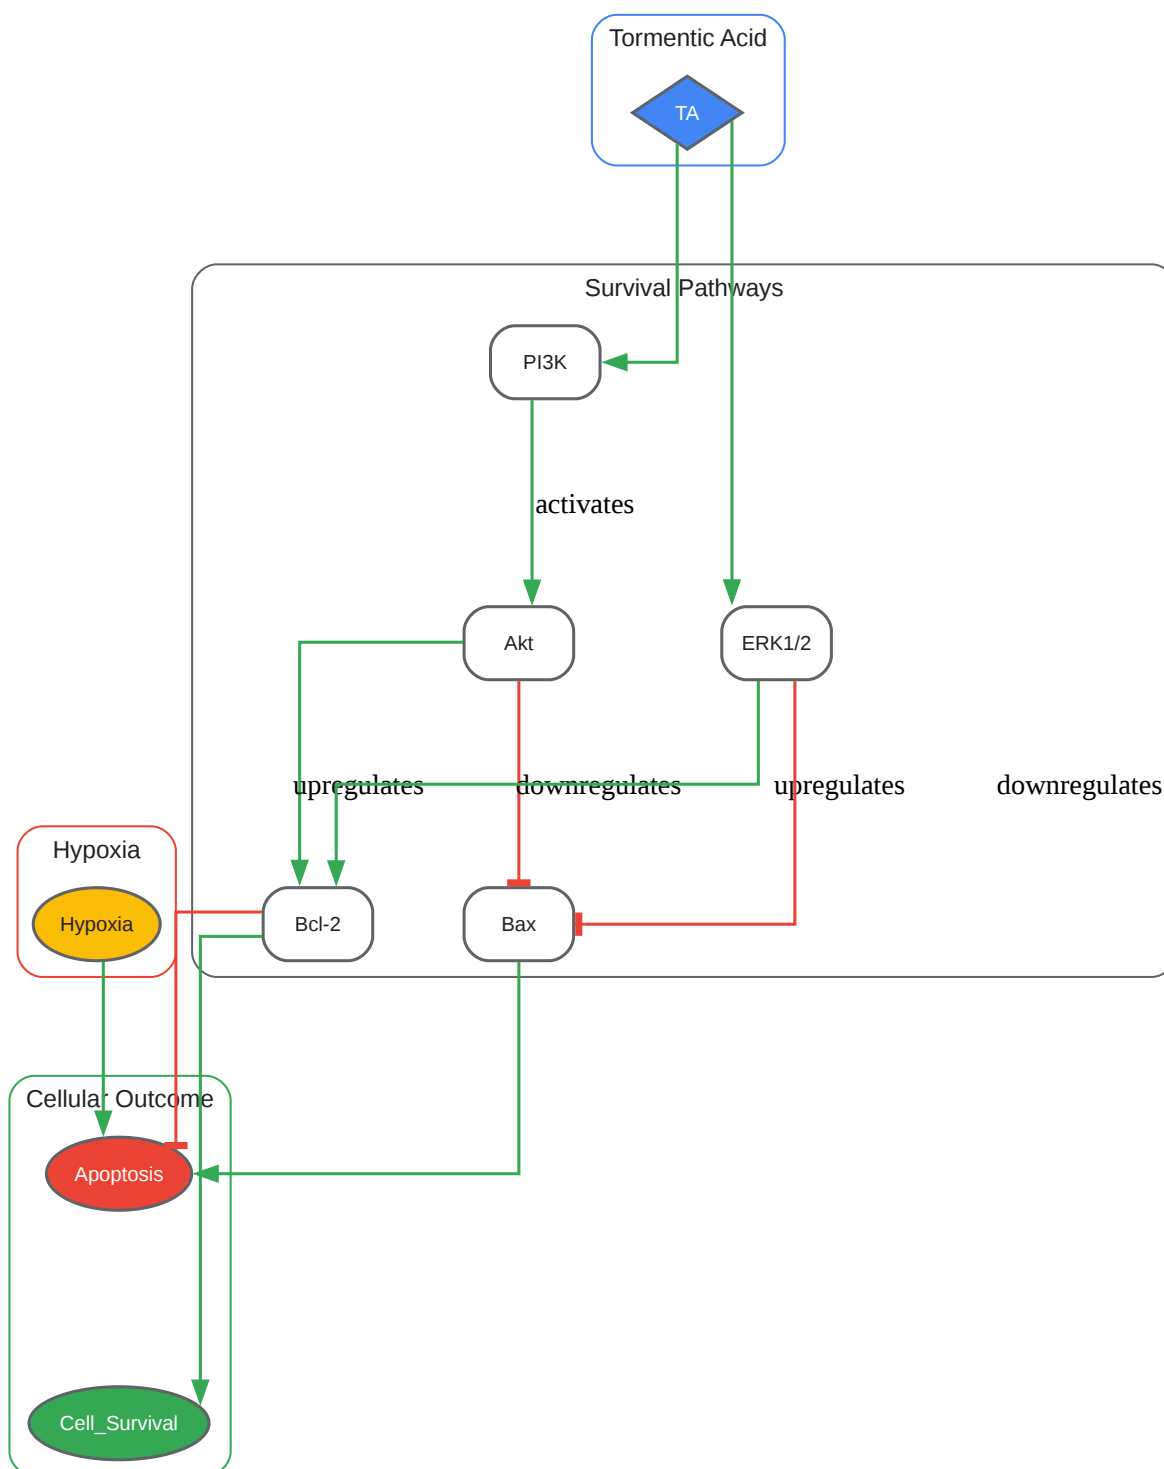 Tormentic Acid
TA
Survival Pathways
PI3K
activates
Akt
ERK1/2
upregulates
downregulates
upregulates
downregulates
Hypoxia
Hypoxia
Bcl-2
Bax
Cellular Outcome
Apoptosis
Cell_Survival